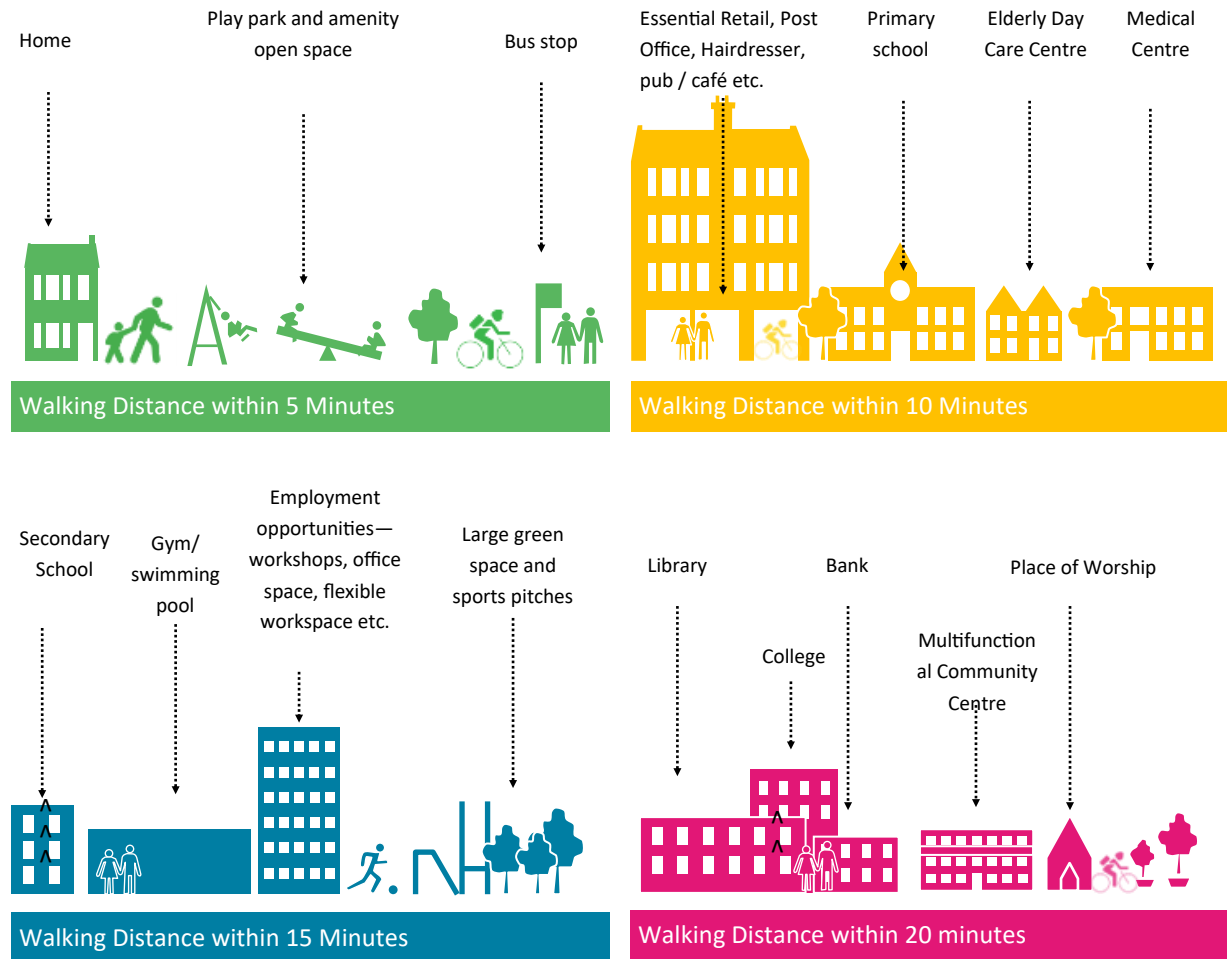 Home
Play park and amenity
open space
Bus stop
Walking Distance within 5 Minutes
Essential Retail, Post
Office, Hairdresser,
pub / café etc.
Primary
school
Elderly Day
Care Centre
Medical
Centre
Walking Distance within 10 Minutes
Secondary
School
Gym/
swimming
pool
Employment
opportunities—
workshops, office
space, flexible
workspace etc.
Large green
space and
sports pitches
Walking Distance within 15 Minutes
Library
College
Bank
Multifunction
al Community
Centre
Place of Worship
Walking Distance within 20 minutes